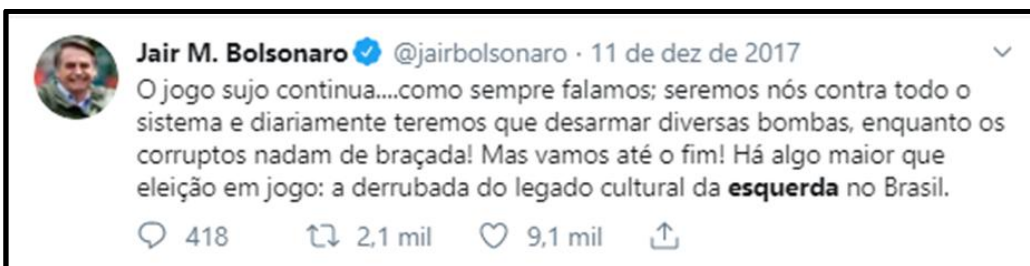 Jair M. Bolsonaro @jairbolsonaro · 11 de dez de 2017
O jogo sujo continua....como sempre falamos; seremos nós contra todo o
sistema e diariamente teremos que desarmar diversas bombas, enquanto os
corruptos nadam de braçada! Mas vamos até o fim! Há algo maior que
eleição em jogo: a derrubada do legado cultural da esquerda no Brasil.
418 2,1 mil 9,1 mil